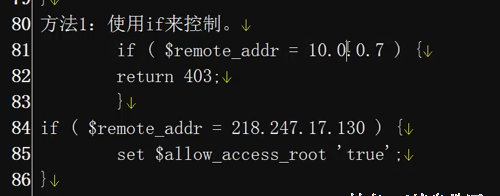 79 }
80 方法1：使用if来控制。↓
81 if ( $remote_addr = 10.0.0.7 ) {↓
82 return 403;↓
83 }↓
84 if ( $remote_addr = 218.247.17.130 ) {↓
85 set $allow_access_root 'true';↓
86 }↓